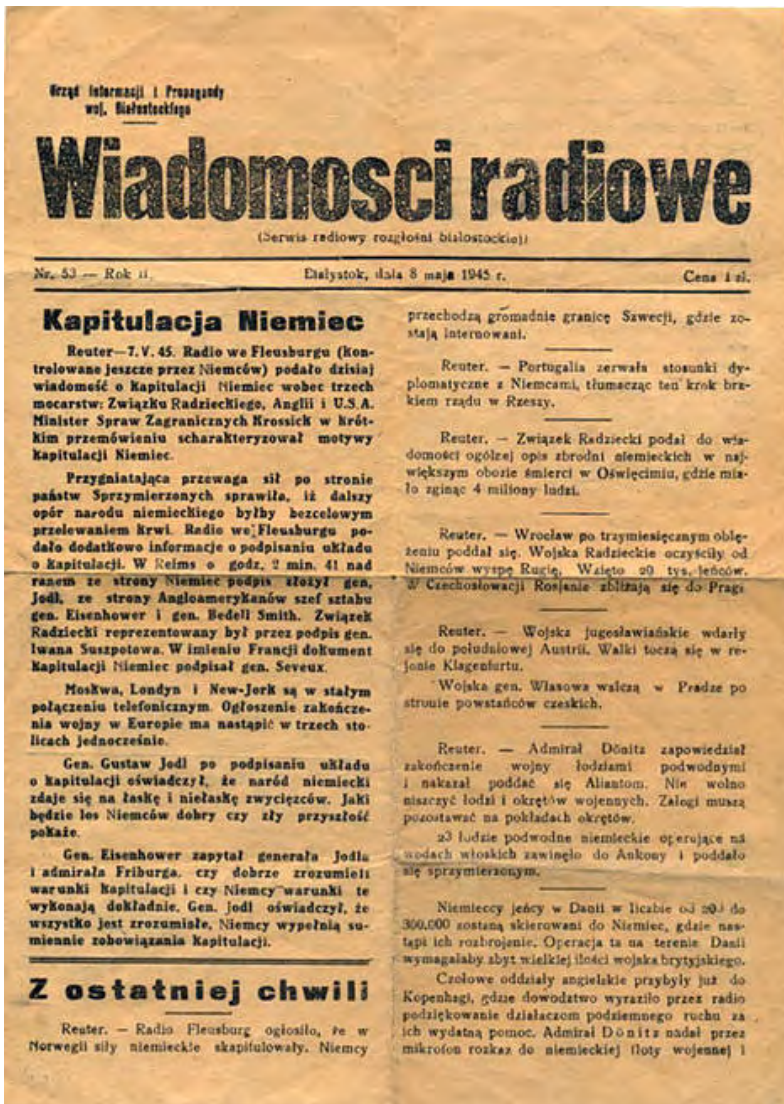 Urząd Informacji i Propagandy
woj. Białostockiego
Wiadomosci radiowe
(Serwis radiowy rozgłośni białostockiej)
Nr. 53 — Rok II.
Białystok, dnia 8 maja 1945 r.
Cena 1 zł.
Kapitulacja Niemiec
Reuter—7. V. 45. Radio we Fleusburgu (kon-
trolowane jeszcze przez Niemców) podało dzisiaj
wiadomość o kapitulacji Niemiec wobec trzech
mocarstw: Związku Radzieckiego, Anglii i U.S.A.
Minister Spraw Zagranicznych Krossick w krót-
kim przemówieniu scharakteryzował motywy
kapitulacji Niemiec.
Przygniatająca przewaga sił po stronie
państw Sprzymierzonych sprawiła, iż dalszy
opór narodu niemieckiego byłby bezcelowym
przelewaniem krwi. Radio we Fleusburgu po-
dało dodatkowo informacje o podpisaniu układu
o kapitulacji. W Reims o godz. 2 min. 41 nad
ranem ze strony Niemiec podpis złożył gen.
Jodl, ze strony Angloamerykanów szef sztabu
gen. Eisenhower i gen. Bedell Smith. Związek
Radziecki reprezentowany był przez podpis gen.
Iwana Suszpotowa. W imieniu Francji dokument
kapitulacji Niemiec podpisał gen. Seveux.
Moskwa, Londyn i New-Jork są w stałym
połączeniu telefonicznym. Ogłoszenie zakończe-
nia wojny w Europie ma nastąpić w trzech sto-
licach jednocześnie.
Gen. Gustaw Jodl po podpisaniu układu
o kapitulacji oświadczył, że naród niemiecki
zdaje się na łaskę i niełaskę zwycięzców. Jaki
będzie los Niemców dobry czy zły przyszłość
pokaże.
Gen. Eisenhower zapytał generała Jodla
i admirała Friburga, czy dobrze zrozumieli
warunki kapitulacji i czy Niemcy warunki te
wykonają dokładnie. Gen. Jodl oświadczył, że
wszystko jest zrozumiałe, Niemcy wypełnią su-
miennie zobowiązania kapitulacji.
Z ostatniej chwili
Reuter. — Radio Fleusburg ogłosiło, że w
Norwegii siły niemieckie skapitulowały. Niemcy
przechodzą gromadnie granicę Szwecji, gdzie zo-
stają internowani.
Reuter. — Portugalia zerwała stosunki dy-
plomatyczne z Niemcami, tłumacząc ten krok bra-
kiem rządu w Rzeszy.
Reuter. — Związek Radziecki podał do wia-
domości ogólnej opis zbrodni niemieckich w naj-
większym obozie śmierci w Oświęcimiu, gdzie mia-
ło zginąc 4 miliony ludzi.
Reuter. — Wrocław po trzymiesięcznym oblę-
żeniu poddał się. Wojska Radzieckie oczyściły od
Niemców wyspę Rugię. Wzięto 20 tys. jeńców.
W Czechosłowacji Rosjanie zbliżają się do Pragi
Reuter. — Wojska jugosławiańskie wdarły
się do południowej Austrii. Walki toczą się w re-
jonie Klagenfurtu.
Wojska gen. Własowa walczą w Pradze po
stronie powstańców czeskich.
Reuter. — Admirał Dönitz zapowiedział
zakończenie wojny łodziami podwodnymi
i nakazał poddać się Aliantom. Nie wolno
niszczyć łodzi i okrętów wojennych. Załogi muszą
pozostawać na pokładach okrętów.
23 łodzie podwodne niemieckie operujące na
wodach włoskich zawinęło do Ankony i poddało
się sprzymierzonym.
Niemieccy jeńcy w Danii w liczbie od do
300.000 zostaną skierowani do Niemiec, gdzie nas-
tąpi ich rozbrojenie. Operacja ta na terenie Danii
wymagałaby zbyt wielkiej ilości wojska brytyjskiego.
Czołowe oddziały angielskie przybyły już do
Kopenhagi, gdzie dowodztwo wyraziło przez radio
podziękowanie działaczom podziemnego ruchu za
ich wydatną pomoc. Admirał Dönitz nadał przez
mikrofon rozkaz do niemieckiej floty wojennej i